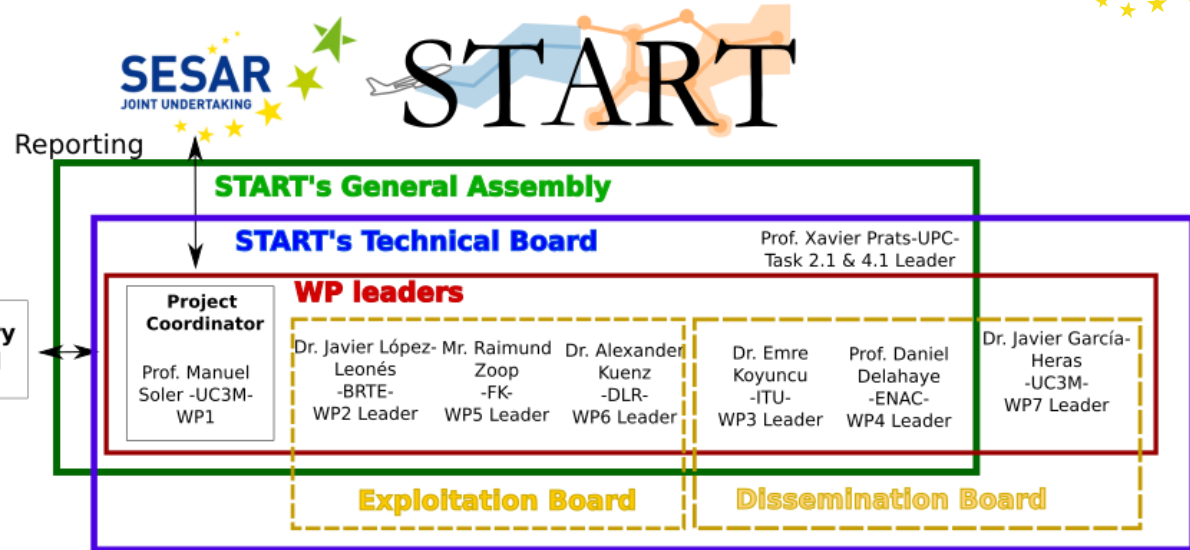 SESAR
JOINT UNDERTAKING
START
Reporting
START's General Assembly
START's Technical Board
Prof. Xavier Prats-UPC-
Task 2.1 & 4.1 Leader
WP leaders
Project
Coordinator
Prof. Manuel
Soler -UC3M-
WP1
Dr. Javier López-
Leonés
-BRTE-
WP2 Leader
Mr. Raimund
Zoop
-FK-
WP5 Leader
Dr. Alexander
Kuenz
-DLR-
WP6 Leader
Dr. Emre
Koyuncu
-ITU-
WP3 Leader
Prof. Daniel
Delahaye
-ENAC-
WP4 Leader
Dr. Javier García-
Heras
-UC3M-
WP7 Leader
Exploitation Board
Dissemination Board